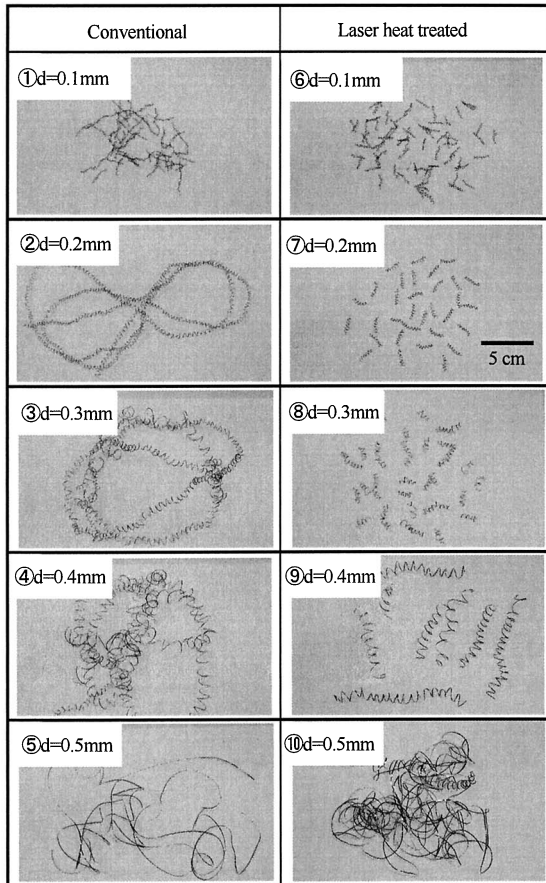 Conventional
Laser heat treated
①d=0.1mm
⑥d=0.1mm
②d=0.2mm
⑦d=0.2mm
5 cm
③d=0.3mm
⑧d=0.3mm
④d=0.4mm
⑨d=0.4mm
⑤d=0.5mm
⑩d=0.5mm